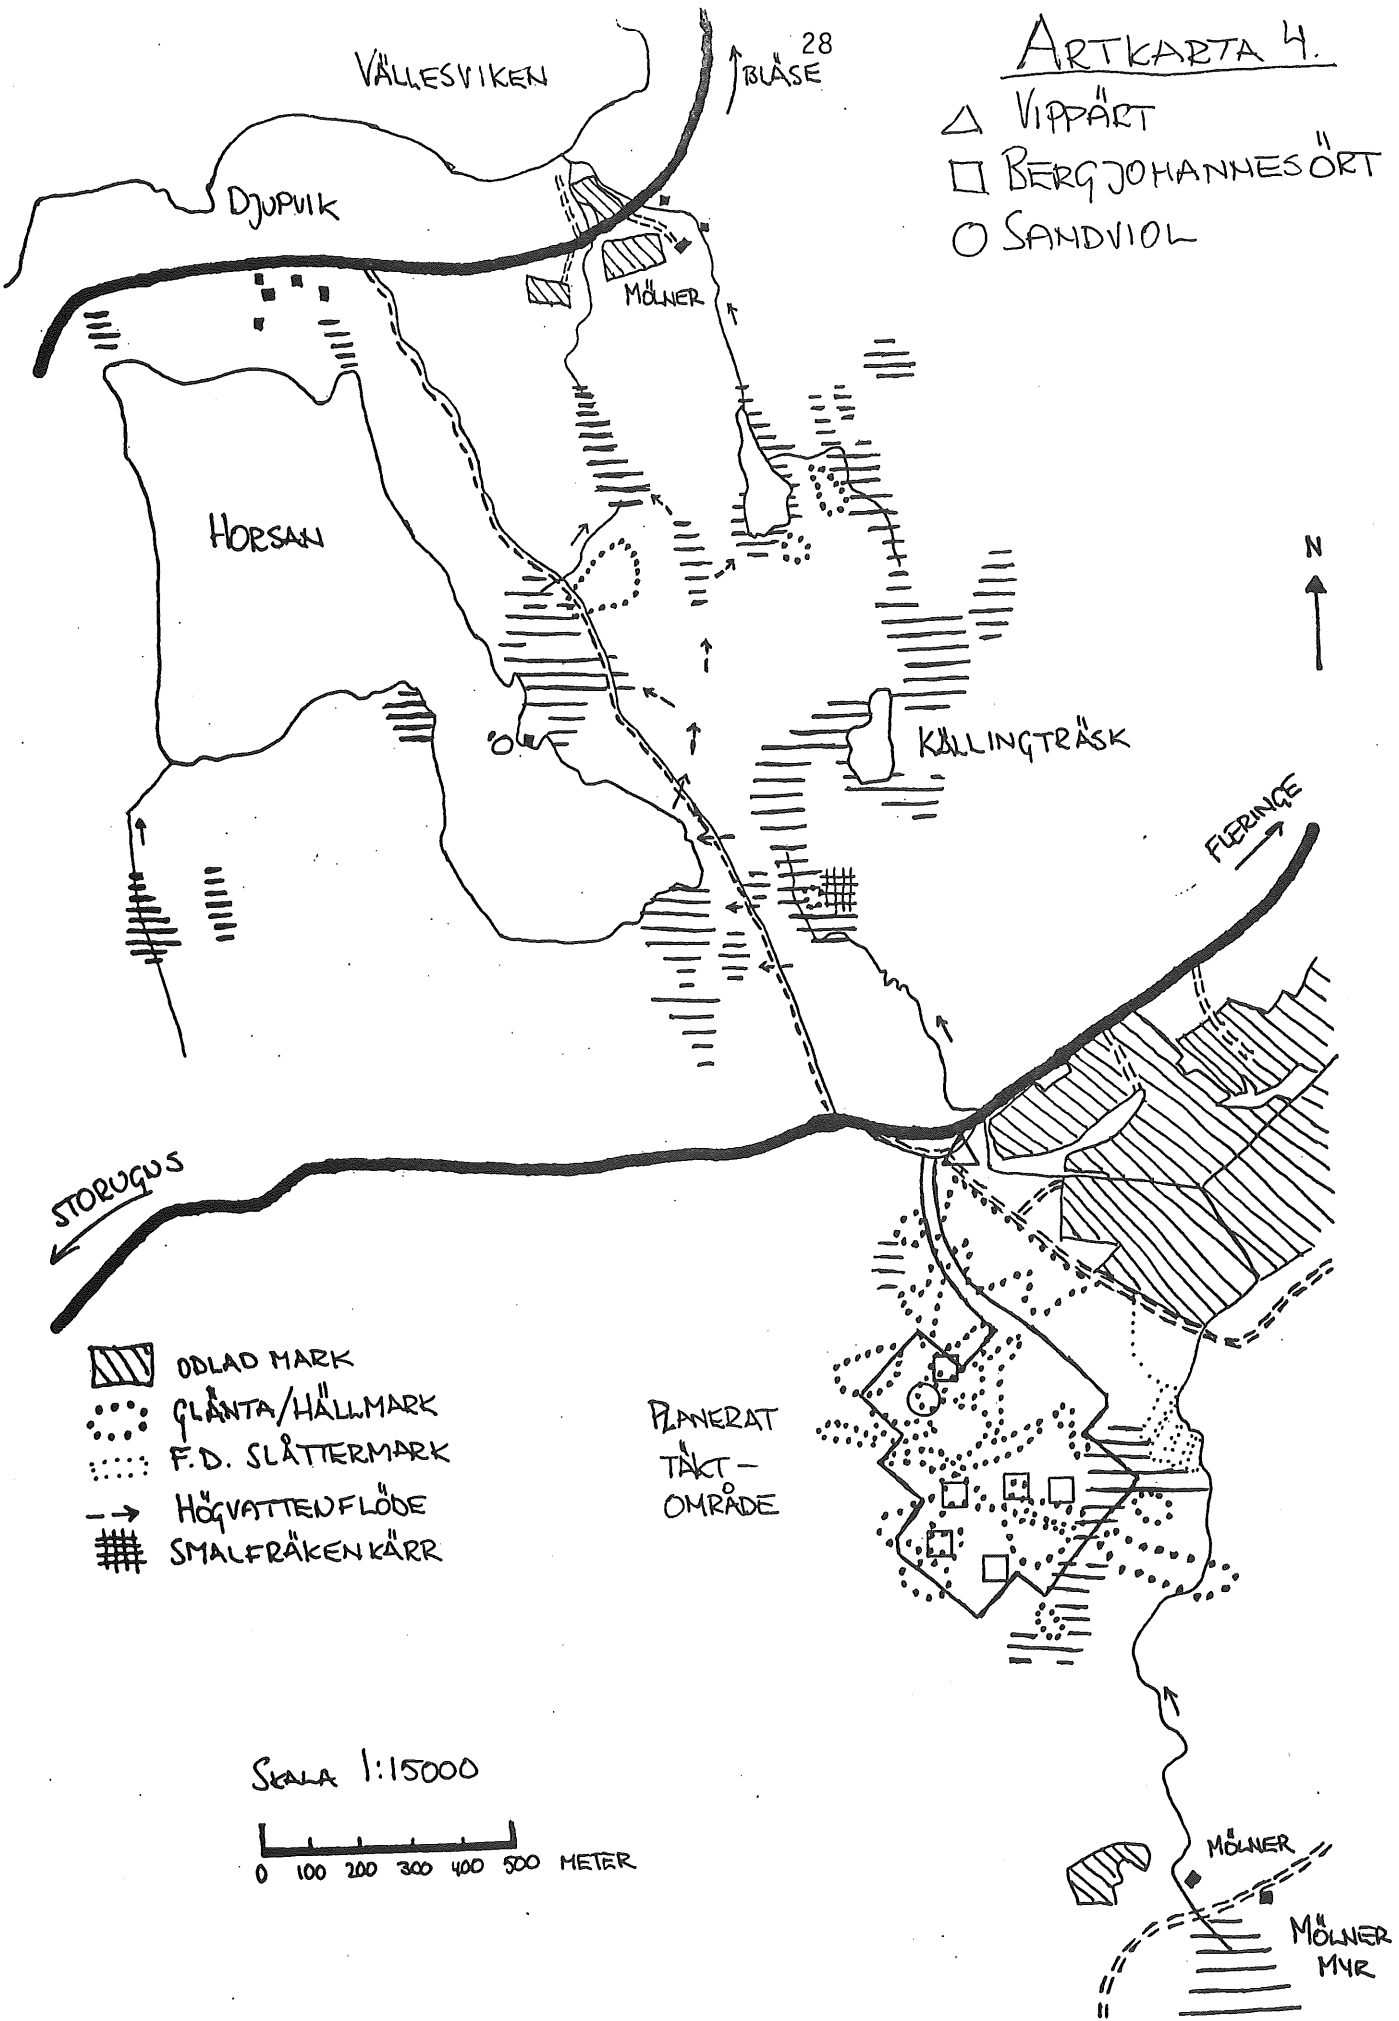 28
ARTKARTA 4.
VIPPÄRT
BERGJOHANNESÖRT
SANDVIOL
VÄLLESVIKEN
BLÄSE
DJUPVIK
MÖLNER
HORSAN
N
Ö
KÄLLINGTRÄSK
FLERINGE
STORUGNS
ODLAD MARK
GLÄNTA/HÄLLMARK
F.D. SLÅTTERMARK
HÖGVATTENFLÖDE
SMALFRÄKENKÄRR
PLANERAT
TÄKT-
OMRÅDE
SKALA 1:15000
0 100 200 300 400 500 METER
MÖLNER
MÖLNER
MYR